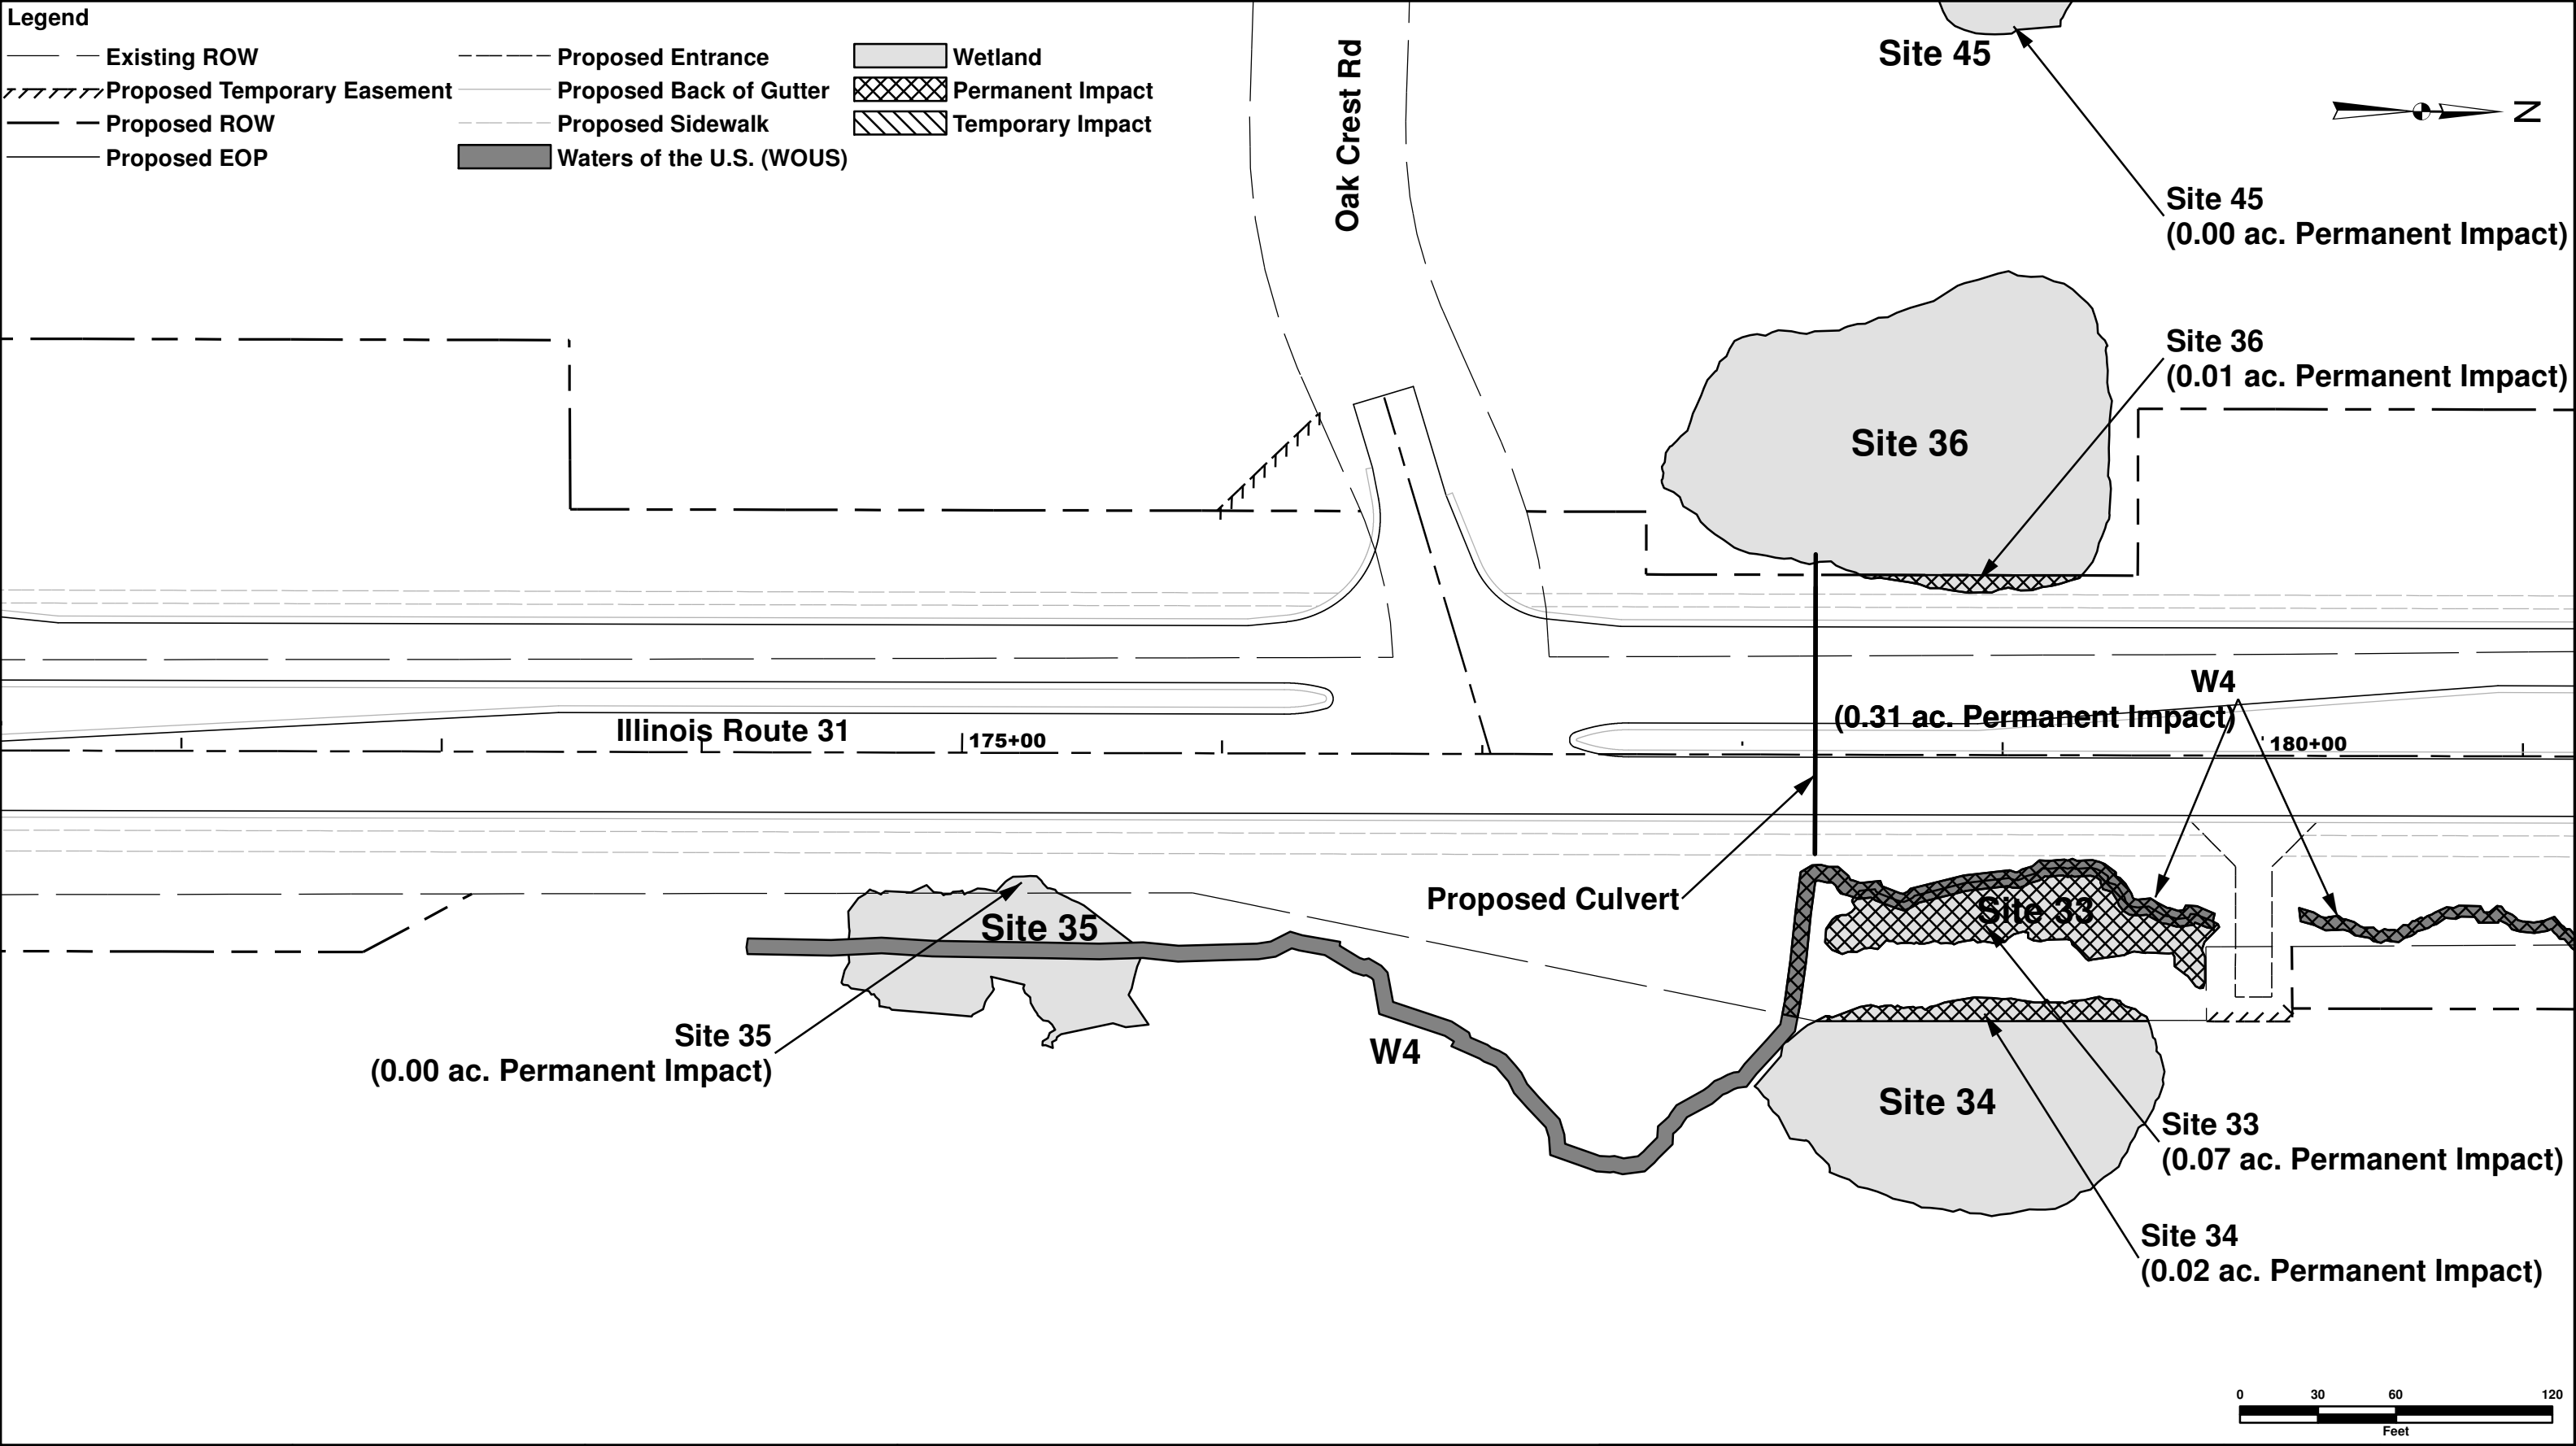 Legend
Existing ROW
Proposed Temporary Easement
Proposed ROW
Proposed EOP
Proposed Entrance
Proposed Back of Gutter
Proposed Sidewalk
Waters of the U.S. (WOUS)
Wetland
Permanent Impact
Temporary Impact
Oak Crest Rd
Site 45
N
Site 45
(0.00 ac. Permanent Impact)
Site 36
(0.01 ac. Permanent Impact)
Site 36
W4
(0.31 ac. Permanent Impact)
Illinois Route 31
175+00
180+00
Proposed Culvert
Site 33
Site 35
Site 35
(0.00 ac. Permanent Impact)
W4
Site 34
Site 33
(0.07 ac. Permanent Impact)
Site 34
(0.02 ac. Permanent Impact)
0 30 60 120
Feet